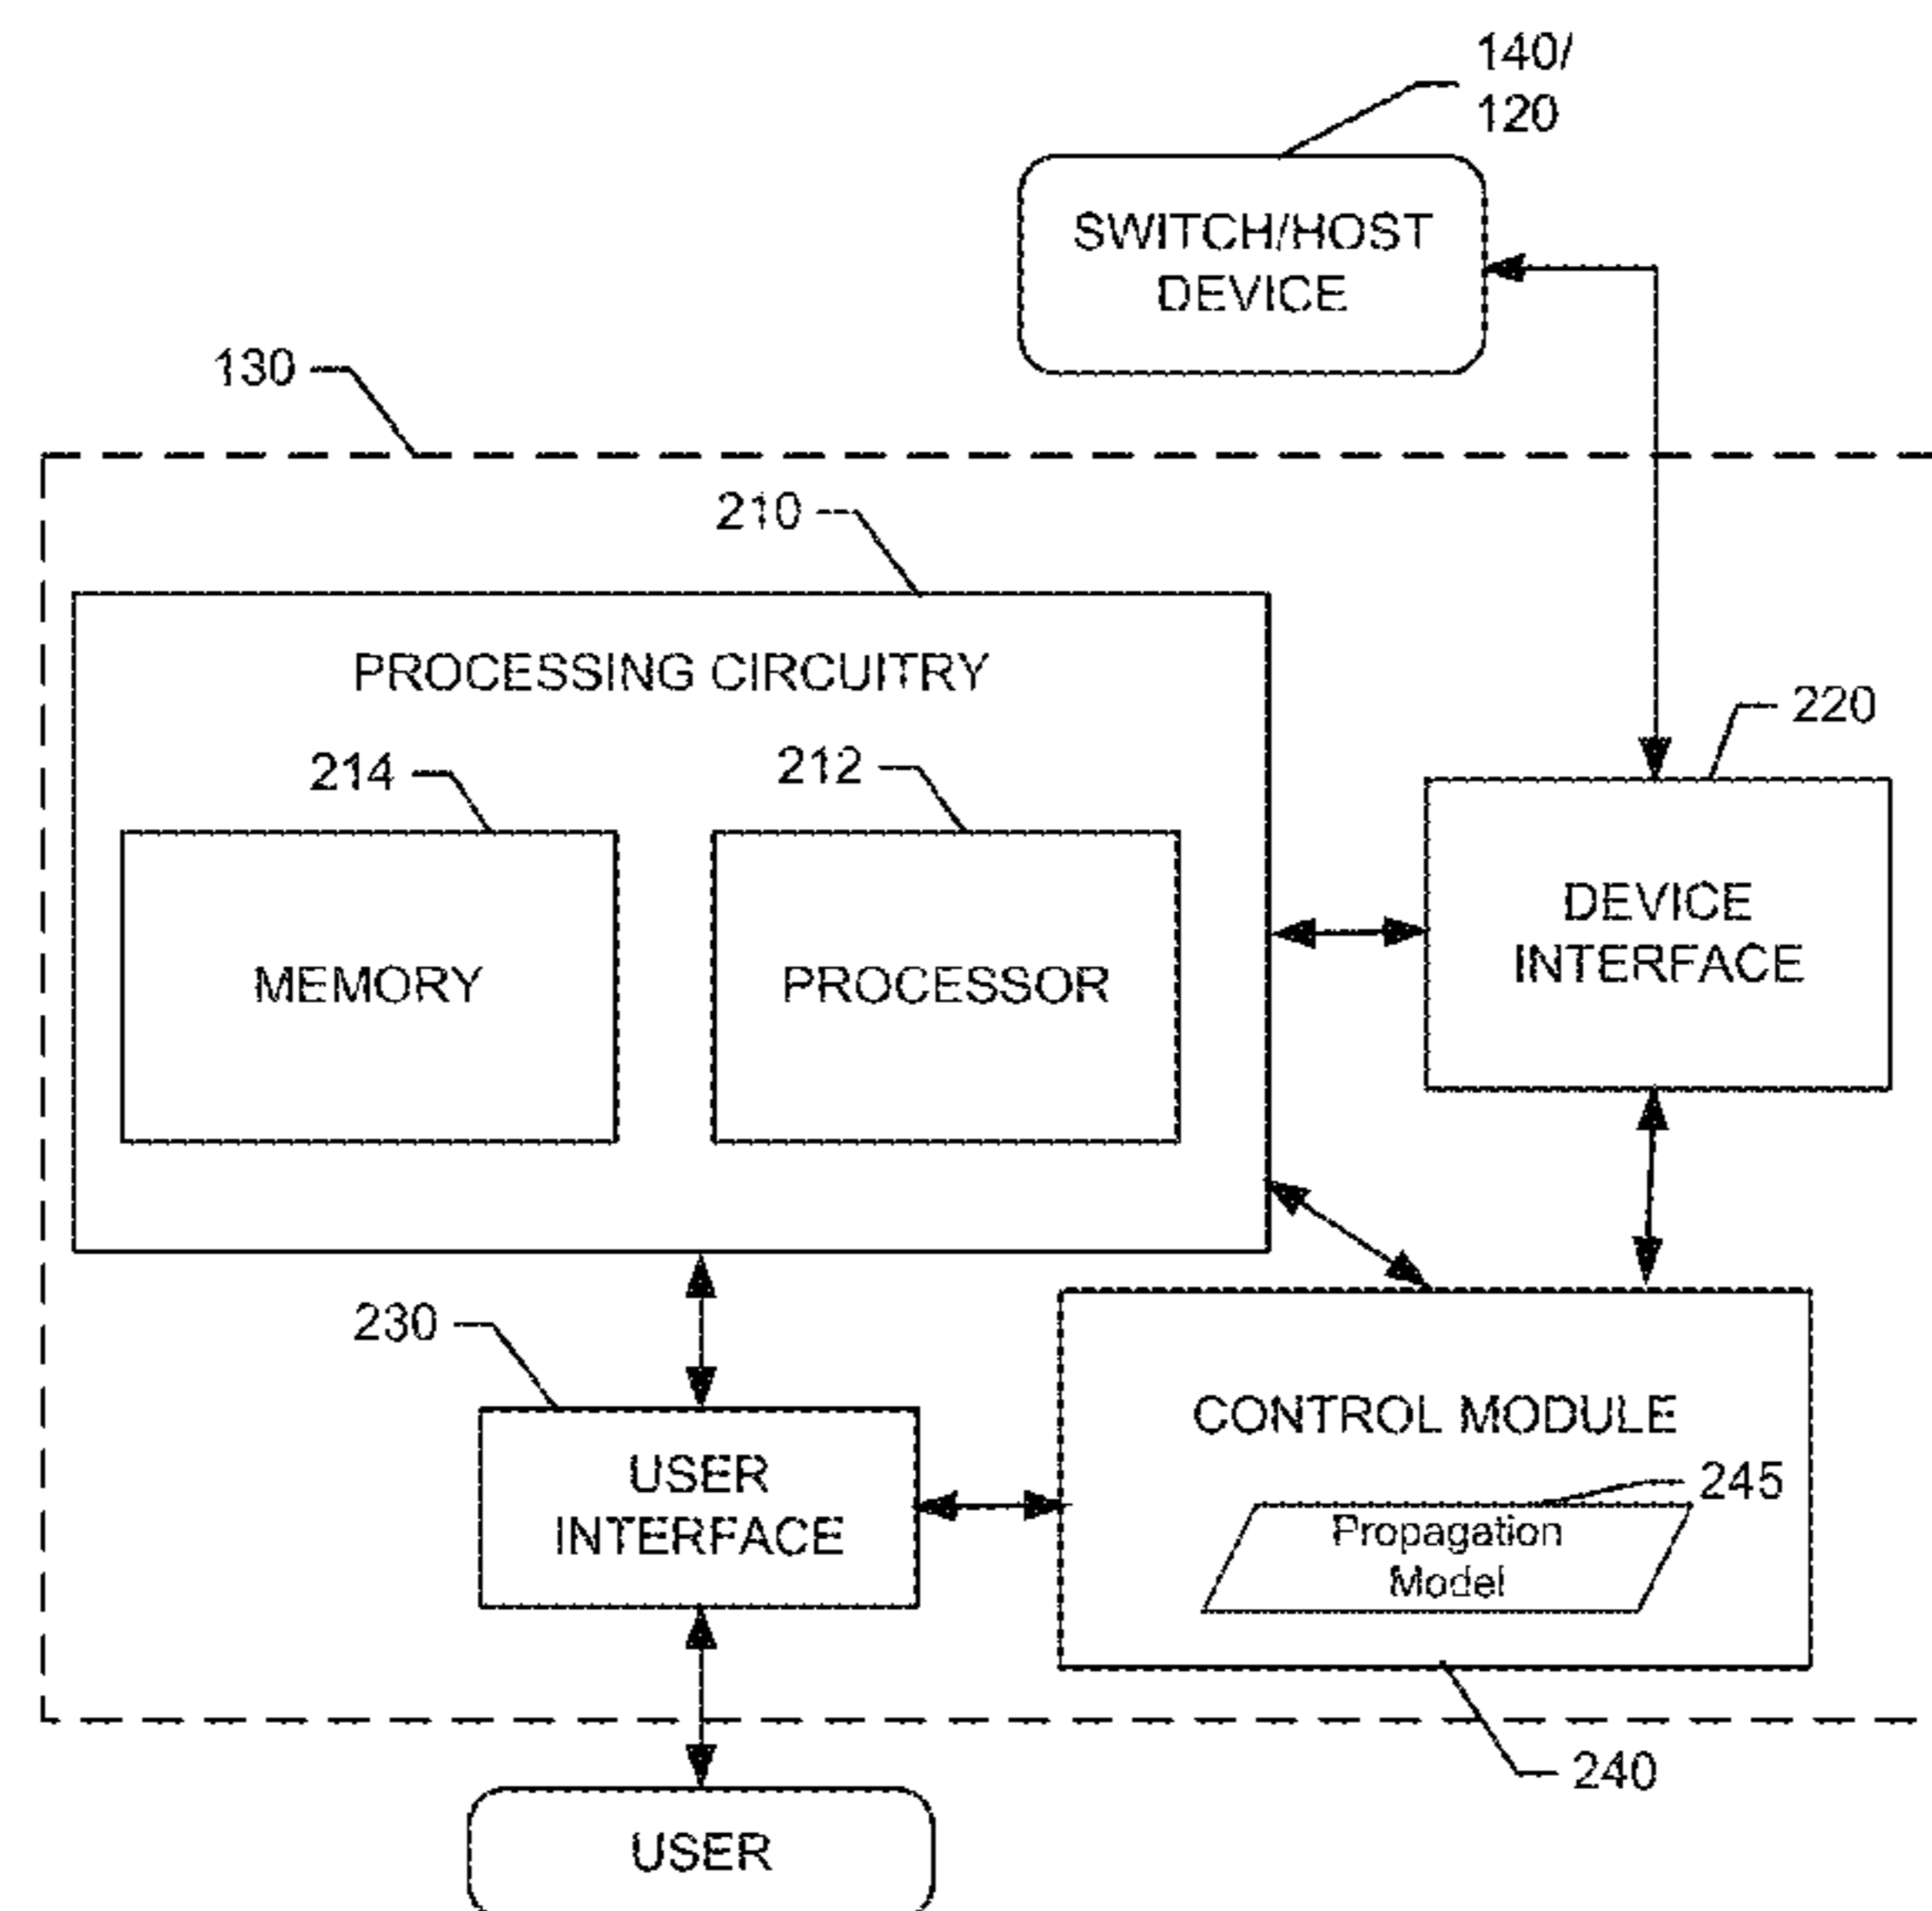 140/
120
SWITCH/HOST
DEVICE
130
210
PROCESSING CIRCUITRY
220
214
212
DEVICE
INTERFACE
MEMORY
PROCESSOR
230
CONTROL MODULE
USER
INTERFACE
245
Propagation
Model
240
USER